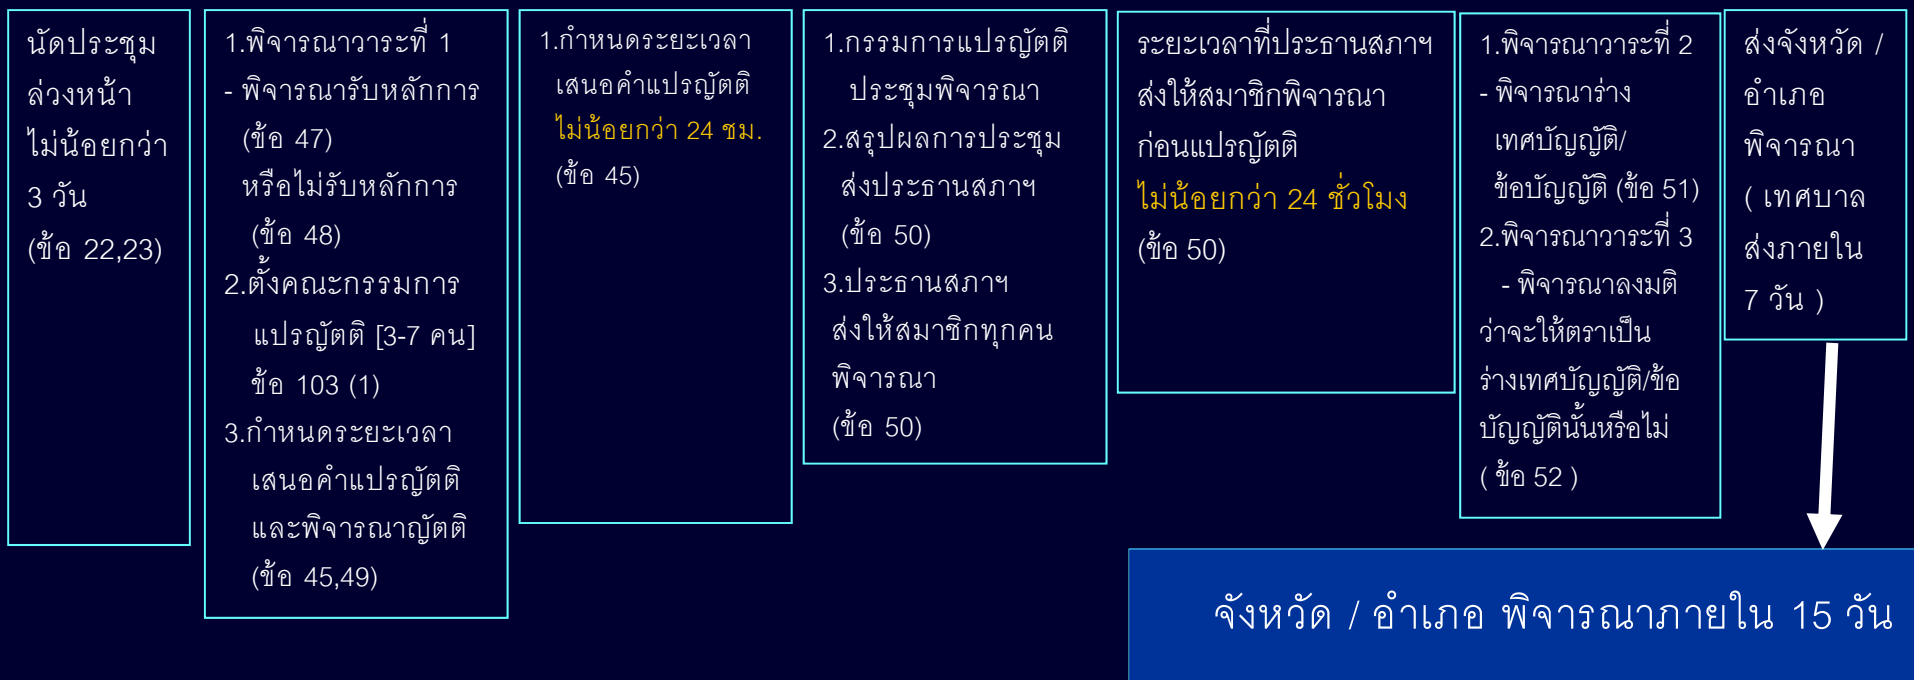 นัดประชุม
ล่วงหน้า
ไม่น้อยกว่า
3 วัน
(ข้อ 22,23)
1.พิจารณาวาระที่ 1
- พิจารณารับหลักการ
(ข้อ 47)
หรือไม่รับหลักการ
(ข้อ 48)
2.ตั้งคณะกรรมการ
แปรญัตติ [3-7 คน]
ข้อ 103 (1)
3.กำหนดระยะเวลา
เสนอคำแปรญัตติ
และพิจารณาญัตติ
(ข้อ 45,49)
1.กำหนดระยะเวลา
เสนอคำแปรญัตติ
ไม่น้อยกว่า 24 ชม.
(ข้อ 45)
1.กรรมการแปรญัตติ
ประชุมพิจารณา
2.สรุปผลการประชุม
ส่งประธานสภาฯ
(ข้อ 50)
3.ประธานสภาฯ
ส่งให้สมาชิกทุกคน
พิจารณา
(ข้อ 50)
ระยะเวลาที่ประธานสภาฯ
ส่งให้สมาชิกพิจารณา
ก่อนแปรญัตติ
ไม่น้อยกว่า 24 ชั่วโมง
(ข้อ 50)
1.พิจารณาวาระที่ 2
- พิจารณาร่าง
เทศบัญญัติ/
ข้อบัญญัติ (ข้อ 51)
2.พิจารณาวาระที่ 3
- พิจารณาลงมติ
ว่าจะให้ตราเป็น
ร่างเทศบัญญัติ/ข้อ
บัญญัตินั้นหรือไม่
( ข้อ 52 )
ส่งจังหวัด /
อำเภอ
พิจารณา
( เทศบาล
ส่งภายใน
7 วัน )
จังหวัด / อำเภอ พิจารณาภายใน 15 วัน